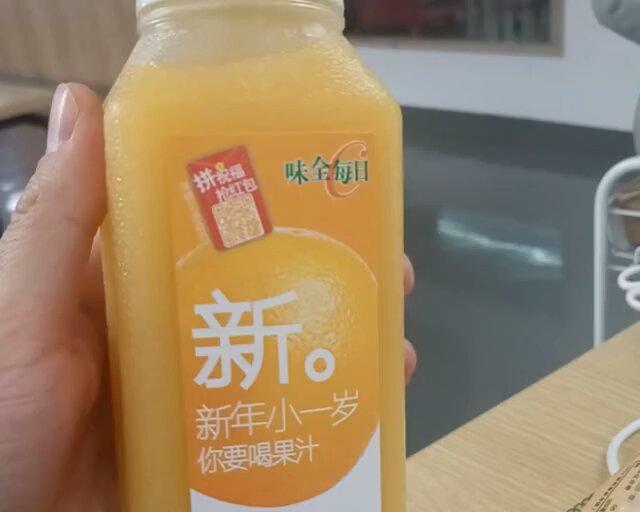 拼祝福
抢红包
味全每日C
新。
新年小一岁
你要喝果汁